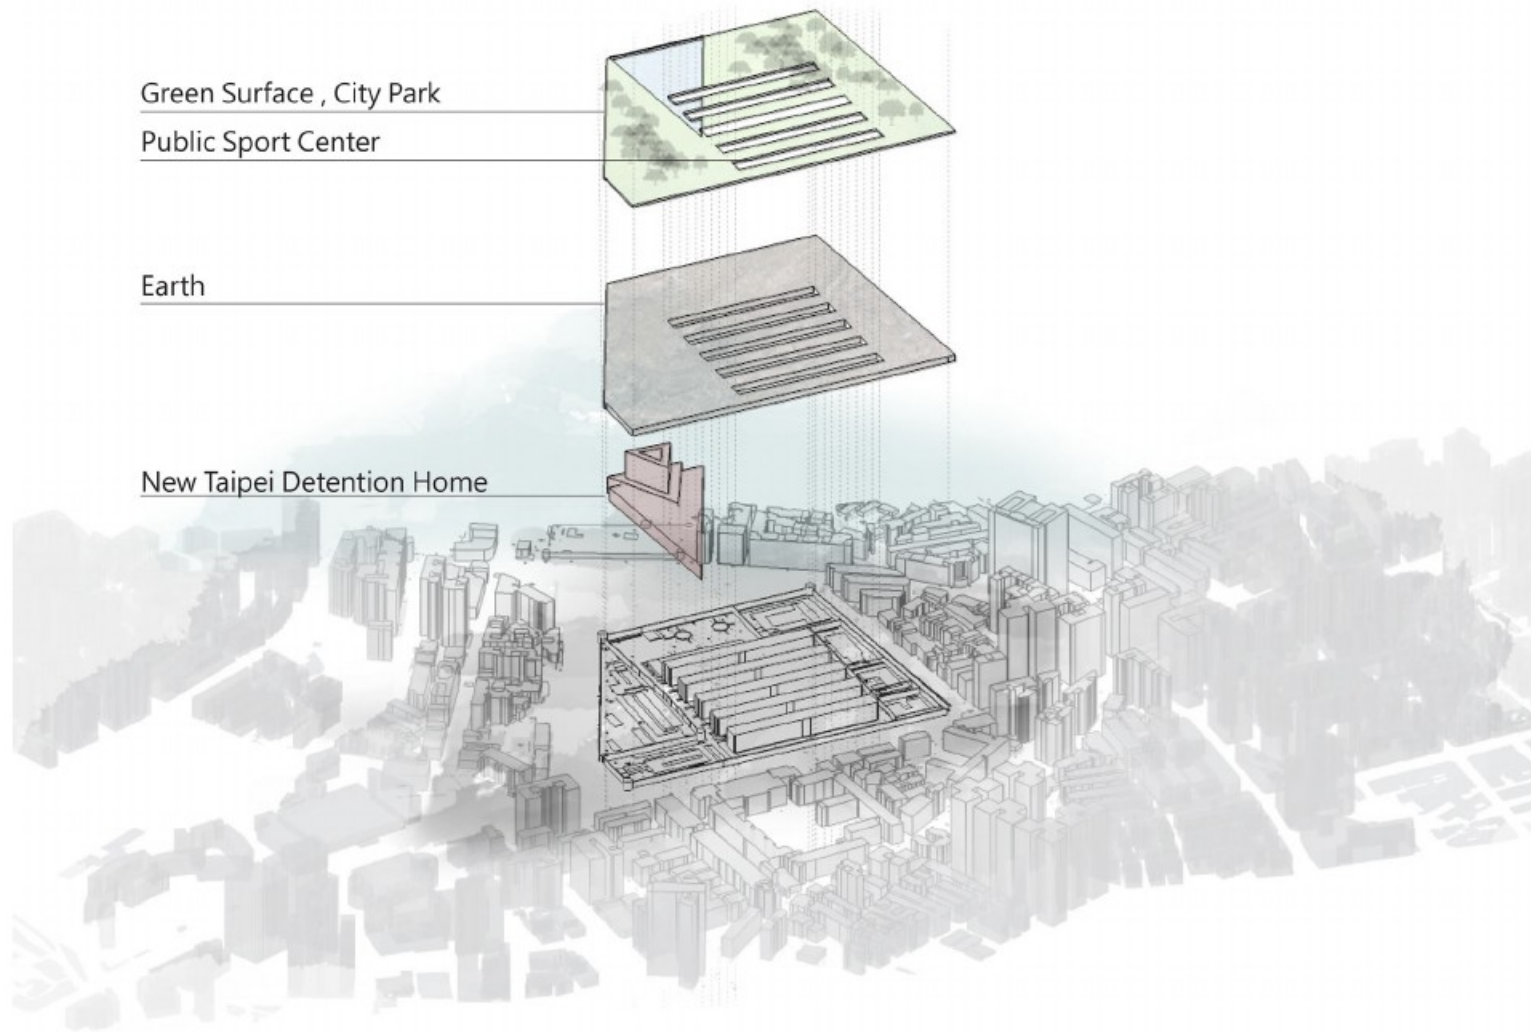 Green Surface , City Park
Public Sport Center
Earth
New Taipei Detention Home